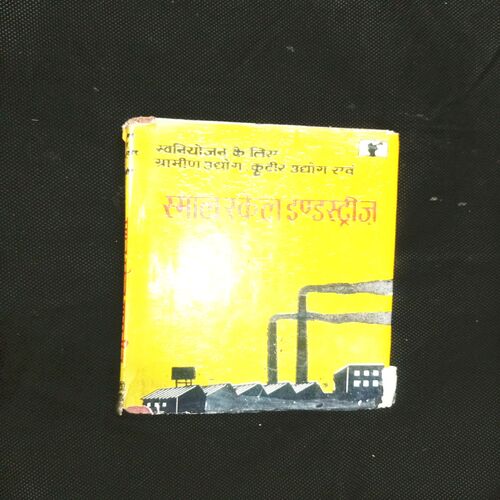 स्वनियोजन के लिए
ग्रामीण उद्योग कुटीर उद्योग एवं
स्माल स्केल इण्डस्ट्रीज़